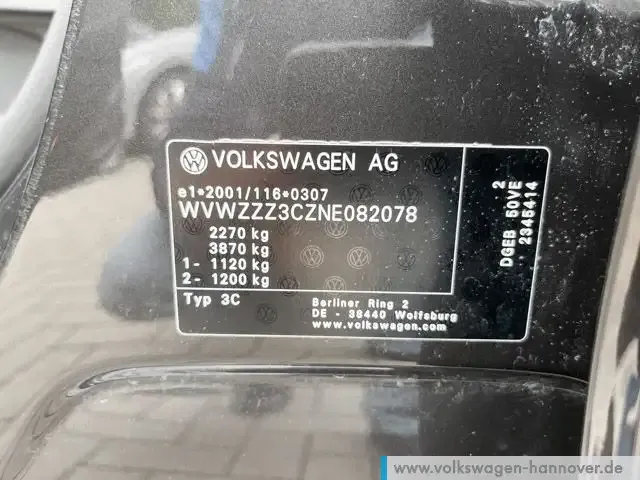 VOLKSWAGEN AG
e1*2001/116*0307
WVWZZZ3CZNE082078
2270 kg
3870 kg
1- 1120 kg
2- 1200 kg
Typ 3C
Berliner Ring 2
DE - 38440 Wolfsburg
www.volkswagen.com
2
DGEB 50VE
2345414
www.volkswagen-hannover.de